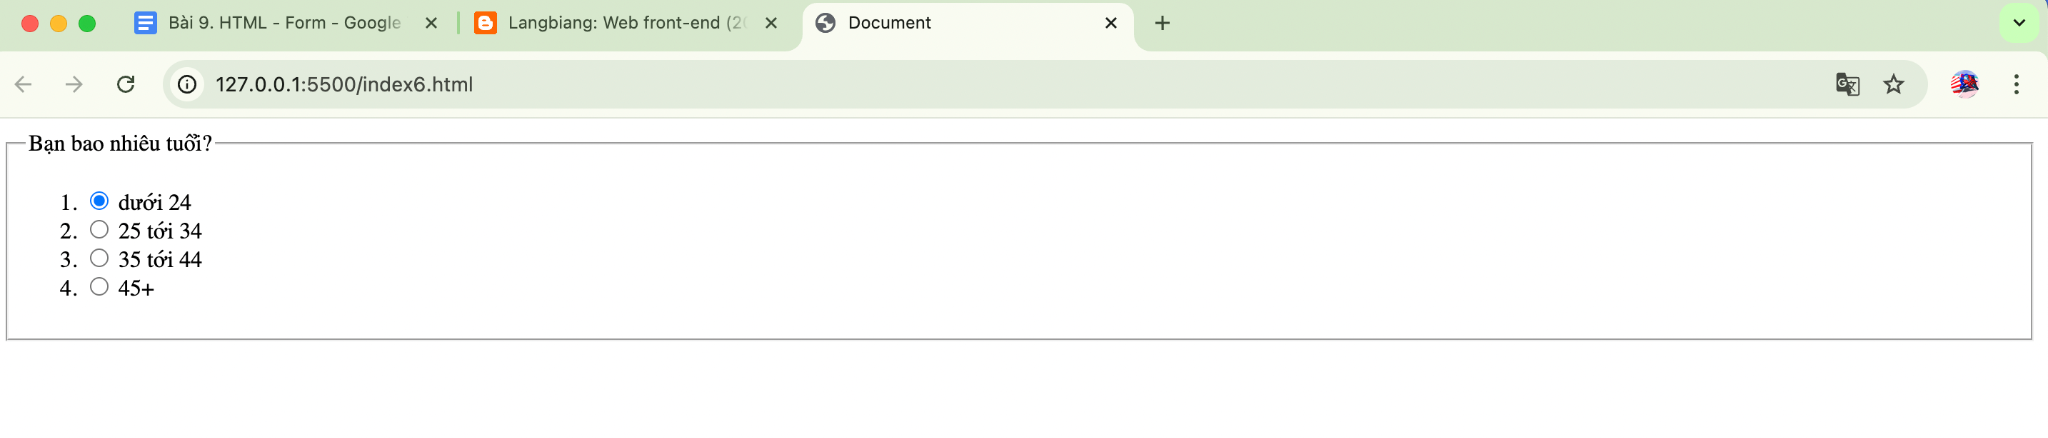 Bài 9. HTML - Form - Google
Langbiang: Web front-end (20
Document
127.0.0.1:5500/index6.html
Bạn bao nhiêu tuổi?
1. dưới 24
2. 25 tới 34
3. 35 tới 44
4. 45+